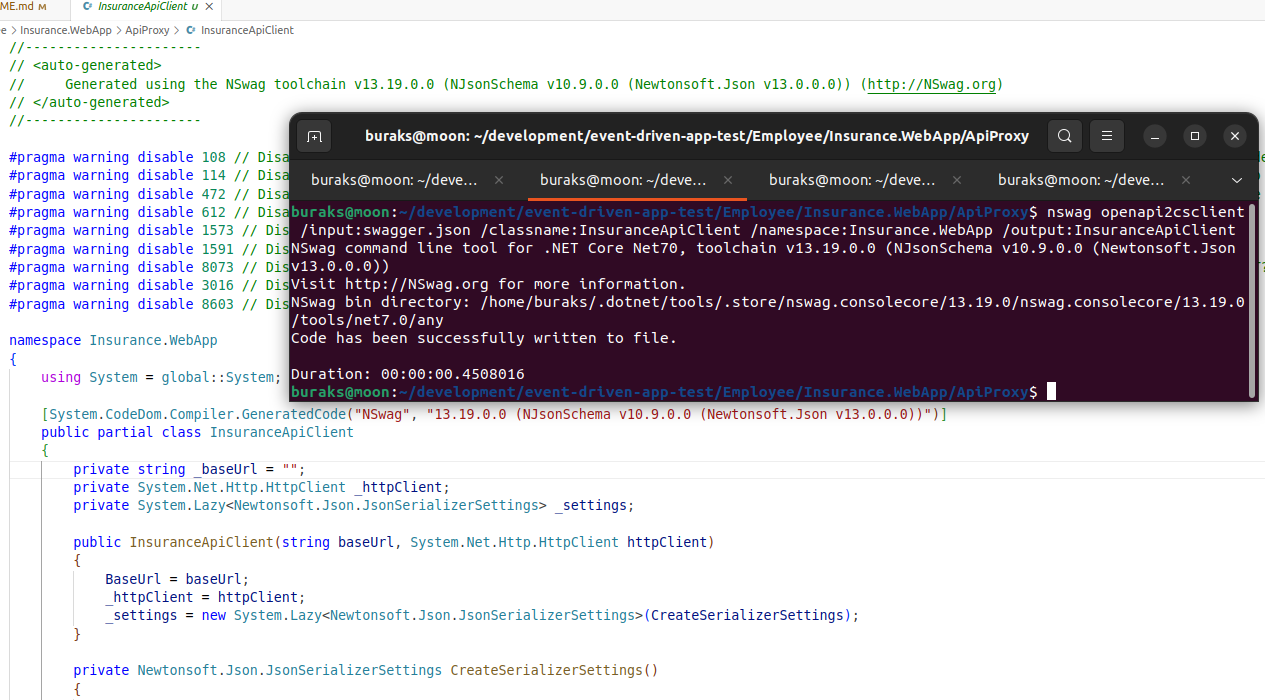 ME.md M
InsuranceApiClient U
e > Insurance.WebApp > ApiProxy > InsuranceApiClient
//----------------------
// <auto-generated>
//     Generated using the NSwag toolchain v13.19.0.0 (NJsonSchema v10.9.0.0 (Newtonsoft.Json v13.0.0.0)) (http://NSwag.org)
// </auto-generated>
//----------------------
#pragma warning disable 108 // Disa
#pragma warning disable 114 // Disa
#pragma warning disable 472 // Disa
#pragma warning disable 612 // Disa
#pragma warning disable 1573 // Dis
#pragma warning disable 1591 // Dis
#pragma warning disable 8073 // Dis
#pragma warning disable 3016 // Dis
#pragma warning disable 8603 // Dis
namespace Insurance.WebApp
{
    using System = global::System;
    [System.CodeDom.Compiler.GeneratedCode("NSwag", "13.19.0.0 (NJsonSchema v10.9.0.0 (Newtonsoft.Json v13.0.0.0))")]
    public partial class InsuranceApiClient
    {
        private string _baseUrl = "";
        private System.Net.Http.HttpClient _httpClient;
        private System.Lazy<Newtonsoft.Json.JsonSerializerSettings> _settings;
        public InsuranceApiClient(string baseUrl, System.Net.Http.HttpClient httpClient)
        {
            BaseUrl = baseUrl;
            _httpClient = httpClient;
            _settings = new System.Lazy<Newtonsoft.Json.JsonSerializerSettings>(CreateSerializerSettings);
        }
        private Newtonsoft.Json.JsonSerializerSettings CreateSerializerSettings()
        {
buraks@moon: ~/development/event-driven-app-test/Employee/Insurance.WebApp/ApiProxy
buraks@moon: ~/deve... buraks@moon: ~/deve... buraks@moon: ~/deve... buraks@moon: ~/deve...
buraks@moon:~/development/event-driven-app-test/Employee/Insurance.WebApp/ApiProxy$ nswag openapi2csclient
 /input:swagger.json /classname:InsuranceApiClient /namespace:Insurance.WebApp /output:InsuranceApiClient
NSwag command line tool for .NET Core Net70, toolchain v13.19.0.0 (NJsonSchema v10.9.0.0 (Newtonsoft.Json
v13.0.0.0))
Visit http://NSwag.org for more information.
NSwag bin directory: /home/buraks/.dotnet/tools/.store/nswag.consolecore/13.19.0/nswag.consolecore/13.19.0
/tools/net7.0/any
Code has been successfully written to file.
Duration: 00:00:00.4508016
buraks@moon:~/development/event-driven-app-test/Employee/Insurance.WebApp/ApiProxy$